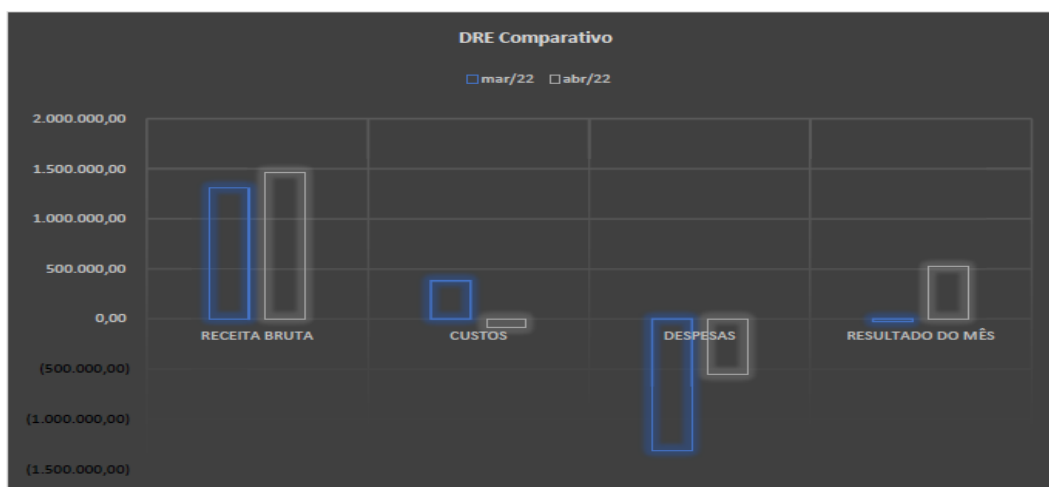 DRE Comparativo
mar/22 abr/22
2.000.000,00
1.500.000,00
1.000.000,00
500.000,00
0,00
RECEITA BRUTA CUSTOS DESPESAS RESULTADO DO MÊS
(500.000,00)
(1.000.000,00)
(1.500.000,00)